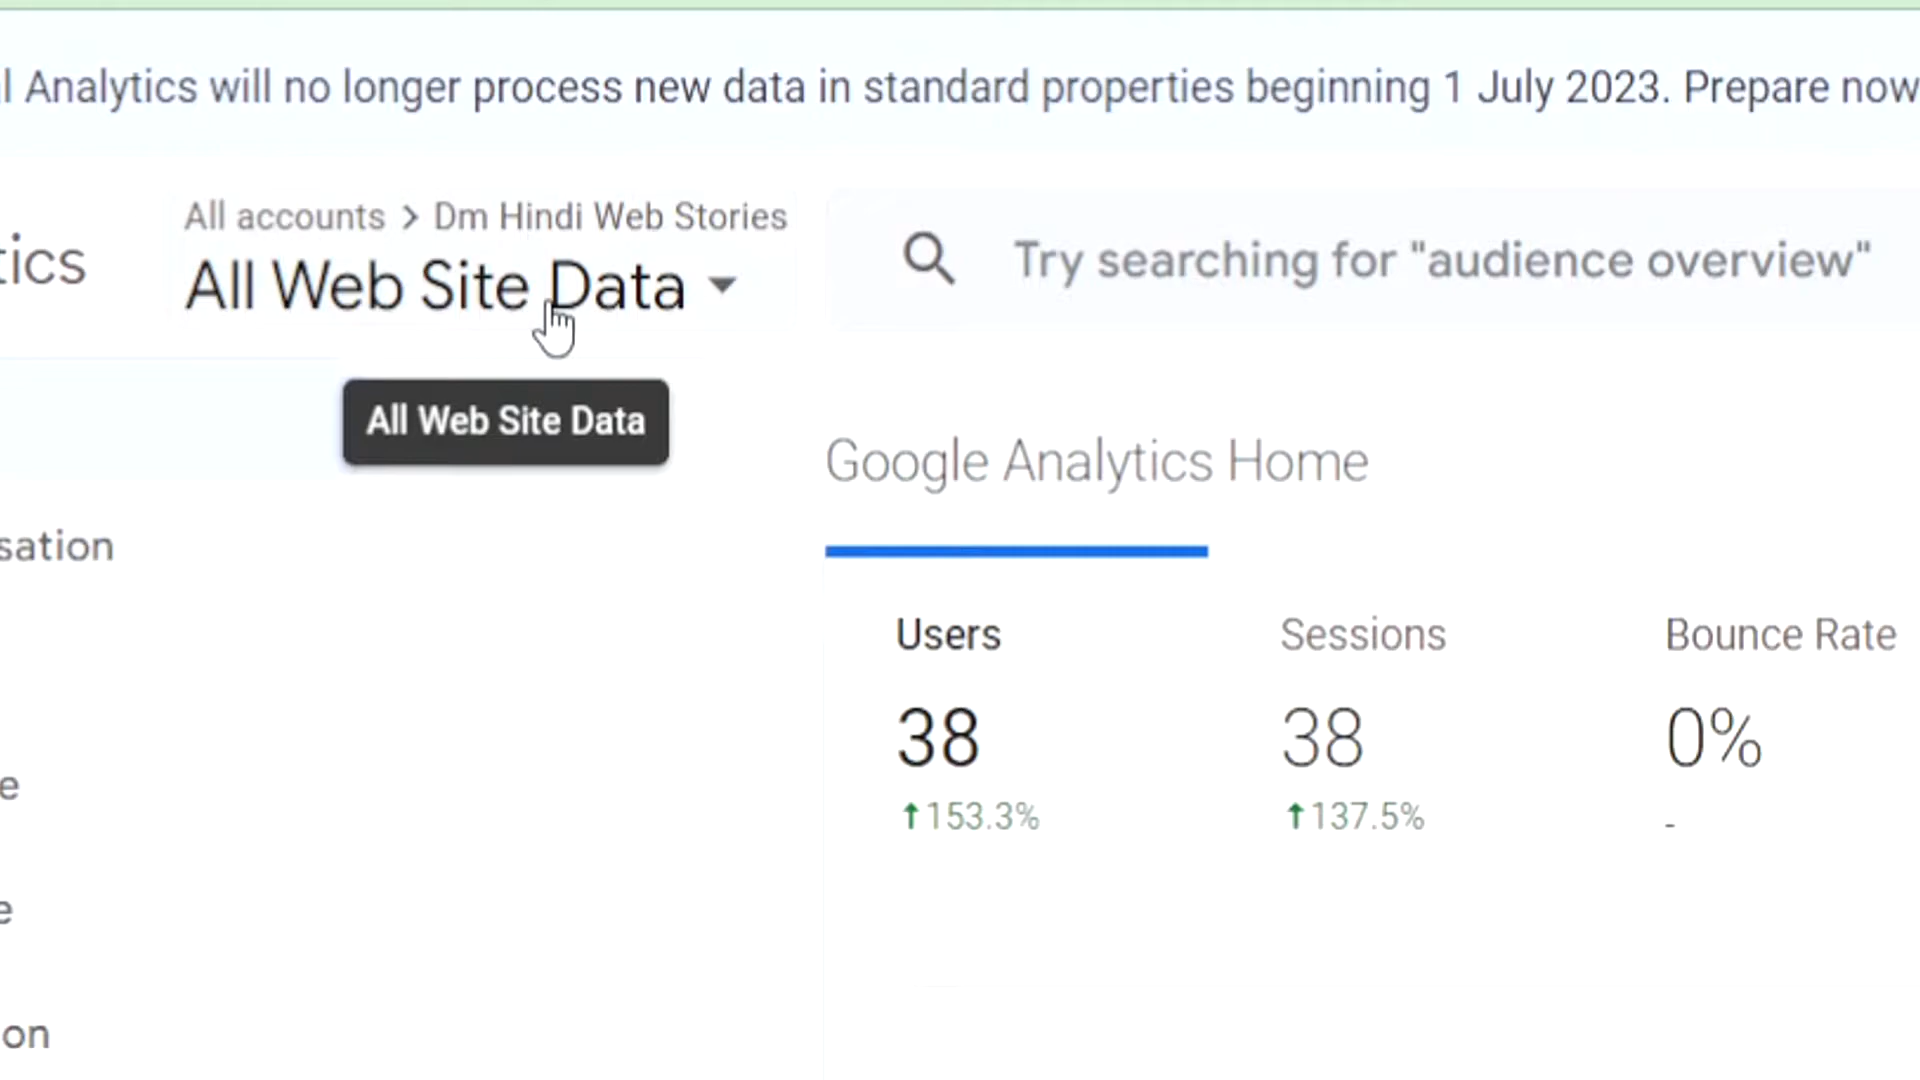 l Analytics will no longer process new data in standard properties beginning 1 July 2023. Prepare now
tics
All accounts > Dm Hindi Web Stories
All Web Site Data
Try searching for "audience overview"
All Web Site Data
Google Analytics Home
sation
Users
Sessions
Bounce Rate
38
38
0%
153.3%
137.5%
-
e
e
on